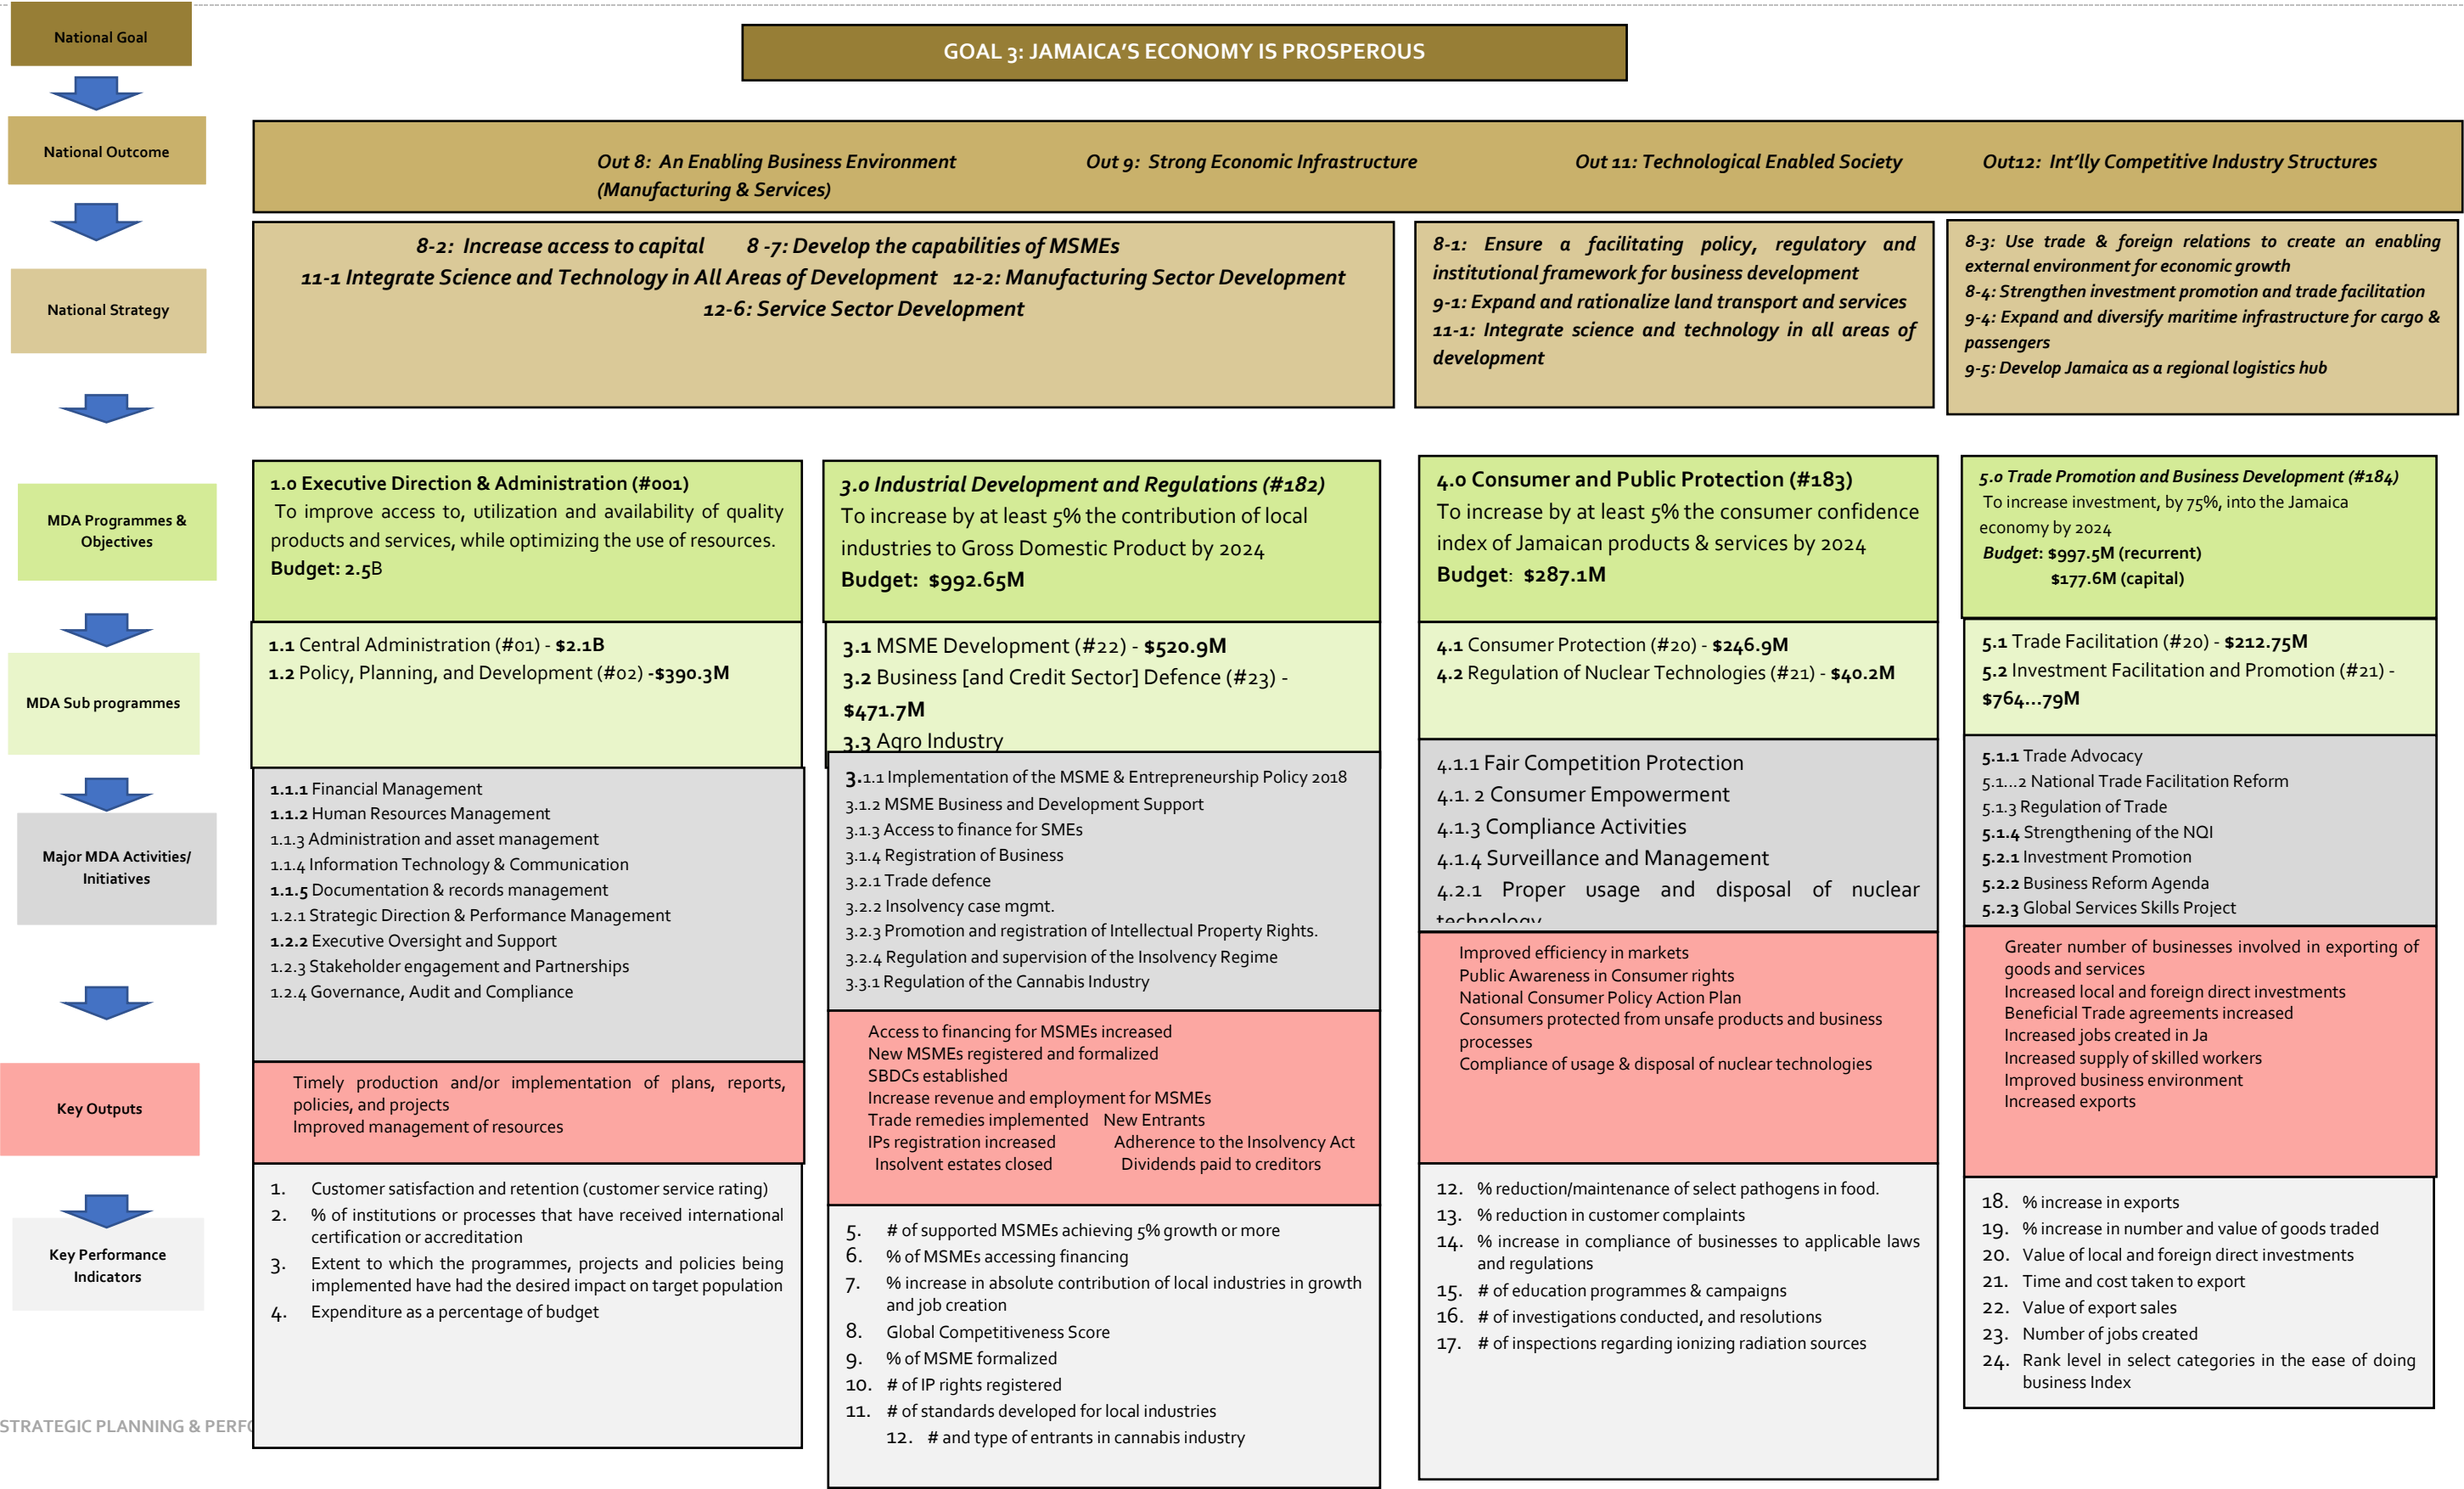 National Goal
GOAL 3: JAMAICA'S ECONOMY IS PROSPEROUS
National Outcome
Out 8: An Enabling Business Environment
(Manufacturing & Services)
Out 9: Strong Economic Infrastructure
Out 11: Technological Enabled Society
Out12: Int'lly Competitive Industry Structures
National Strategy
8-2: Increase access to capital 8 -7: Develop the capabilities of MSMEs
11-1 Integrate Science and Technology in All Areas of Development 12-2: Manufacturing Sector Development
12-6: Service Sector Development
8-1: Ensure a facilitating policy, regulatory and
institutional framework for business development
9-1: Expand and rationalize land transport and services
11-1: Integrate science and technology in all areas of
development
8-3: Use trade & foreign relations to create an enabling
external environment for economic growth
8-4: Strengthen investment promotion and trade facilitation
9-4: Expand and diversify maritime infrastructure for cargo &
passengers
9-5: Develop Jamaica as a regional logistics hub
MDA Programmes &
Objectives
1.0 Executive Direction & Administration (#001)
To improve access to, utilization and availability of quality
products and services, while optimizing the use of resources.
Budget: 2.5B
3.0 Industrial Development and Regulations (#182)
To increase by at least 5% the contribution of local
industries to Gross Domestic Product by 2024
Budget: $992.65M
4.0 Consumer and Public Protection (#183)
To increase by at least 5% the consumer confidence
index of Jamaican products & services by 2024
Budget: $287.1M
5.0 Trade Promotion and Business Development (#184)
To increase investment, by 75%, into the Jamaica
economy by 2024
Budget: $997.5M (recurrent)
$177.6M (capital)
MDA Sub programmes
1.1 Central Administration (#01) - $2.1B
1.2 Policy, Planning, and Development (#02) -$390.3M
3.1 MSME Development (#22) - $520.9M
3.2 Business [and Credit Sector] Defence (#23) -
$471.7M
3.3 Agro Industry
4.1 Consumer Protection (#20) - $246.9M
4.2 Regulation of Nuclear Technologies (#21) - $40.2M
5.1 Trade Facilitation (#20) - $212.75M
5.2 Investment Facilitation and Promotion (#21) -
$764...79M
Major MDA Activities/
Initiatives
1.1.1 Financial Management
1.1.2 Human Resources Management
1.1.3 Administration and asset management
1.1.4 Information Technology & Communication
1.1.5 Documentation & records management
1.2.1 Strategic Direction & Performance Management
1.2.2 Executive Oversight and Support
1.2.3 Stakeholder engagement and Partnerships
1.2.4 Governance, Audit and Compliance
3.1.1 Implementation of the MSME & Entrepreneurship Policy 2018
3.1.2 MSME Business and Development Support
3.1.3 Access to finance for SMEs
3.1.4 Registration of Business
3.2.1 Trade defence
3.2.2 Insolvency case mgmt.
3.2.3 Promotion and registration of Intellectual Property Rights.
3.2.4 Regulation and supervision of the Insolvency Regime
3.3.1 Regulation of the Cannabis Industry
4.1.1 Fair Competition Protection
4.1. 2 Consumer Empowerment
4.1.3 Compliance Activities
4.1.4 Surveillance and Management
4.2.1 Proper usage and disposal of nuclear
technology
5.1.1 Trade Advocacy
5.1...2 National Trade Facilitation Reform
5.1.3 Regulation of Trade
5.1.4 Strengthening of the NQI
5.2.1 Investment Promotion
5.2.2 Business Reform Agenda
5.2.3 Global Services Skills Project
Key Outputs
Timely production and/or implementation of plans, reports,
policies, and projects
Improved management of resources
Access to financing for MSMEs increased
New MSMEs registered and formalized
SBDCs established
Increase revenue and employment for MSMEs
Trade remedies implemented New Entrants
IPs registration increased Adherence to the Insolvency Act
Insolvent estates closed Dividends paid to creditors
Improved efficiency in markets
Public Awareness in Consumer rights
National Consumer Policy Action Plan
Consumers protected from unsafe products and business
processes
Compliance of usage & disposal of nuclear technologies
Greater number of businesses involved in exporting of
goods and services
Increased local and foreign direct investments
Beneficial Trade agreements increased
Increased jobs created in Ja
Increased supply of skilled workers
Improved business environment
Increased exports
Key Performance
Indicators
1. Customer satisfaction and retention (customer service rating)
2. % of institutions or processes that have received international
certification or accreditation
3. Extent to which the programmes, projects and policies being
implemented have had the desired impact on target population
4. Expenditure as a percentage of budget
5. # of supported MSMEs achieving 5% growth or more
6. % of MSMEs accessing financing
7. % increase in absolute contribution of local industries in growth
and job creation
8. Global Competitiveness Score
9. % of MSME formalized
10. # of IP rights registered
11. # of standards developed for local industries
12. # and type of entrants in cannabis industry
12. % reduction/maintenance of select pathogens in food.
13. % reduction in customer complaints
14. % increase in compliance of businesses to applicable laws
and regulations
15. # of education programmes & campaigns
16. # of investigations conducted, and resolutions
17. # of inspections regarding ionizing radiation sources
18. % increase in exports
19. % increase in number and value of goods traded
20. Value of local and foreign direct investments
21. Time and cost taken to export
22. Value of export sales
23. Number of jobs created
24. Rank level in select categories in the ease of doing
business Index
STRATEGIC PLANNING & PERFO